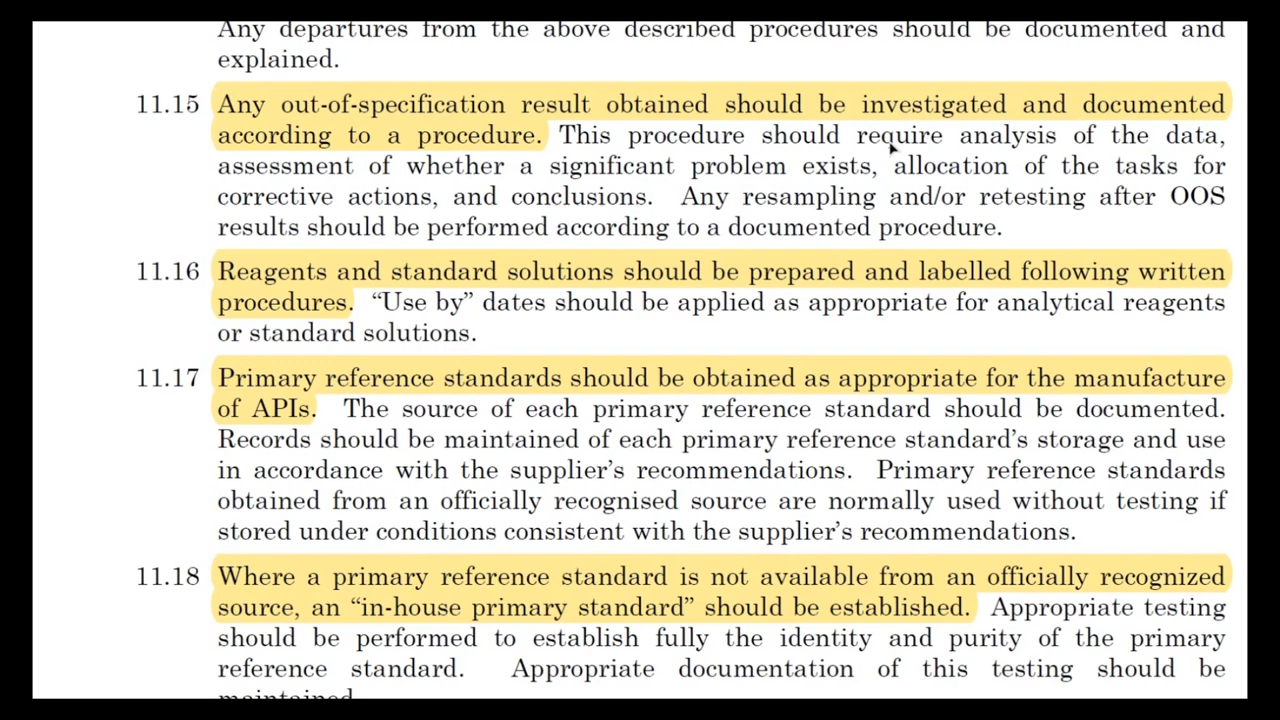 Any departures from the above described procedures should be documented and
explained.
11.15 Any out-of-specification result obtained should be investigated and documented
according to a procedure. This procedure should require analysis of the data,
assessment of whether a significant problem exists, allocation of the tasks for
corrective actions, and conclusions. Any resampling and/or retesting after OOS
results should be performed according to a documented procedure.
11.16 Reagents and standard solutions should be prepared and labelled following written
procedures. “Use by” dates should be applied as appropriate for analytical reagents
or standard solutions.
11.17 Primary reference standards should be obtained as appropriate for the manufacture
of APIs. The source of each primary reference standard should be documented.
Records should be maintained of each primary reference standard’s storage and use
in accordance with the supplier’s recommendations. Primary reference standards
obtained from an officially recognised source are normally used without testing if
stored under conditions consistent with the supplier’s recommendations.
11.18 Where a primary reference standard is not available from an officially recognized
source, an “in-house primary standard” should be established. Appropriate testing
should be performed to establish fully the identity and purity of the primary
reference standard. Appropriate documentation of this testing should be
maintained.